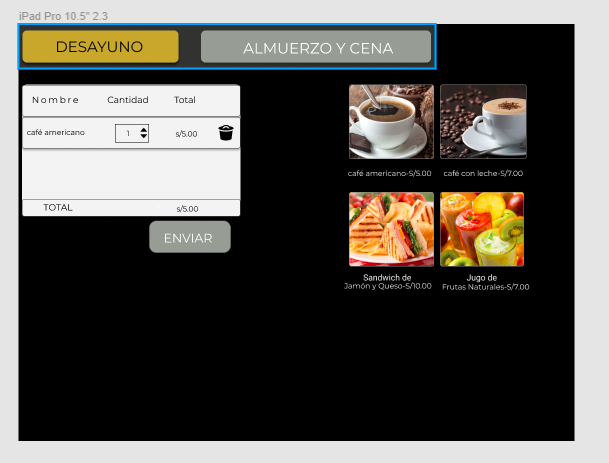 iPad Pro 10.5" 2.3
DESAYUNO
ALMUERZO Y CENA
Nombre Cantidad Total
café americano 1 s/5.00
TOTAL s/5.00
ENVIAR
café americano-S/5.00
café con leche-S/7.00
Sandwich de
Jamón y Queso-S/10.00
Jugo de
Frutas Naturales-S/7.00